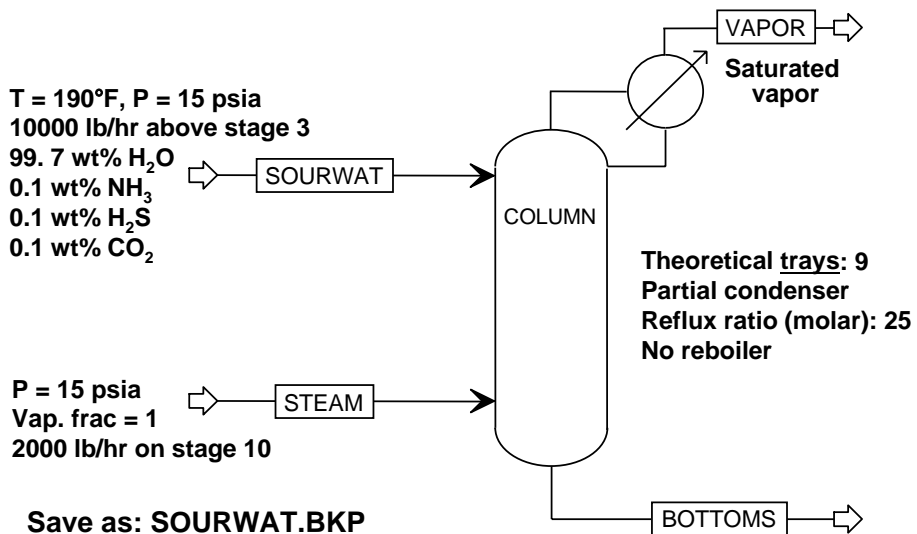 VAPOR
Saturated
vapor
T = 190°F, P = 15 psia
10000 lb/hr above stage 3
99. 7 wt% H₂O
0.1 wt% NH₃
0.1 wt% H₂S
0.1 wt% CO₂
SOURWAT
COLUMN
Theoretical trays: 9
Partial condenser
Reflux ratio (molar): 25
No reboiler
P = 15 psia
Vap. frac = 1
2000 lb/hr on stage 10
STEAM
Save as: SOURWAT.BKP
BOTTOMS